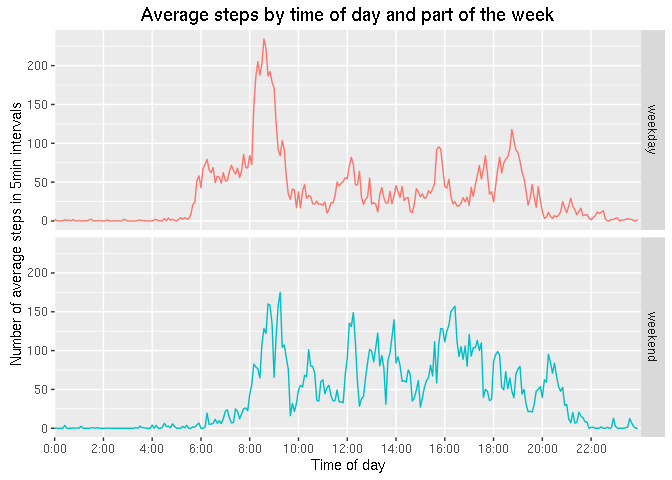 Average steps by time of day and part of the week
Number of average steps in 5min intervals
200
150
100
50
0
weekday
200
150
100
50
0
weekend
0:00 2:00 4:00 6:00 8:00 10:00 12:00 14:00 16:00 18:00 20:00 22:00
Time of day